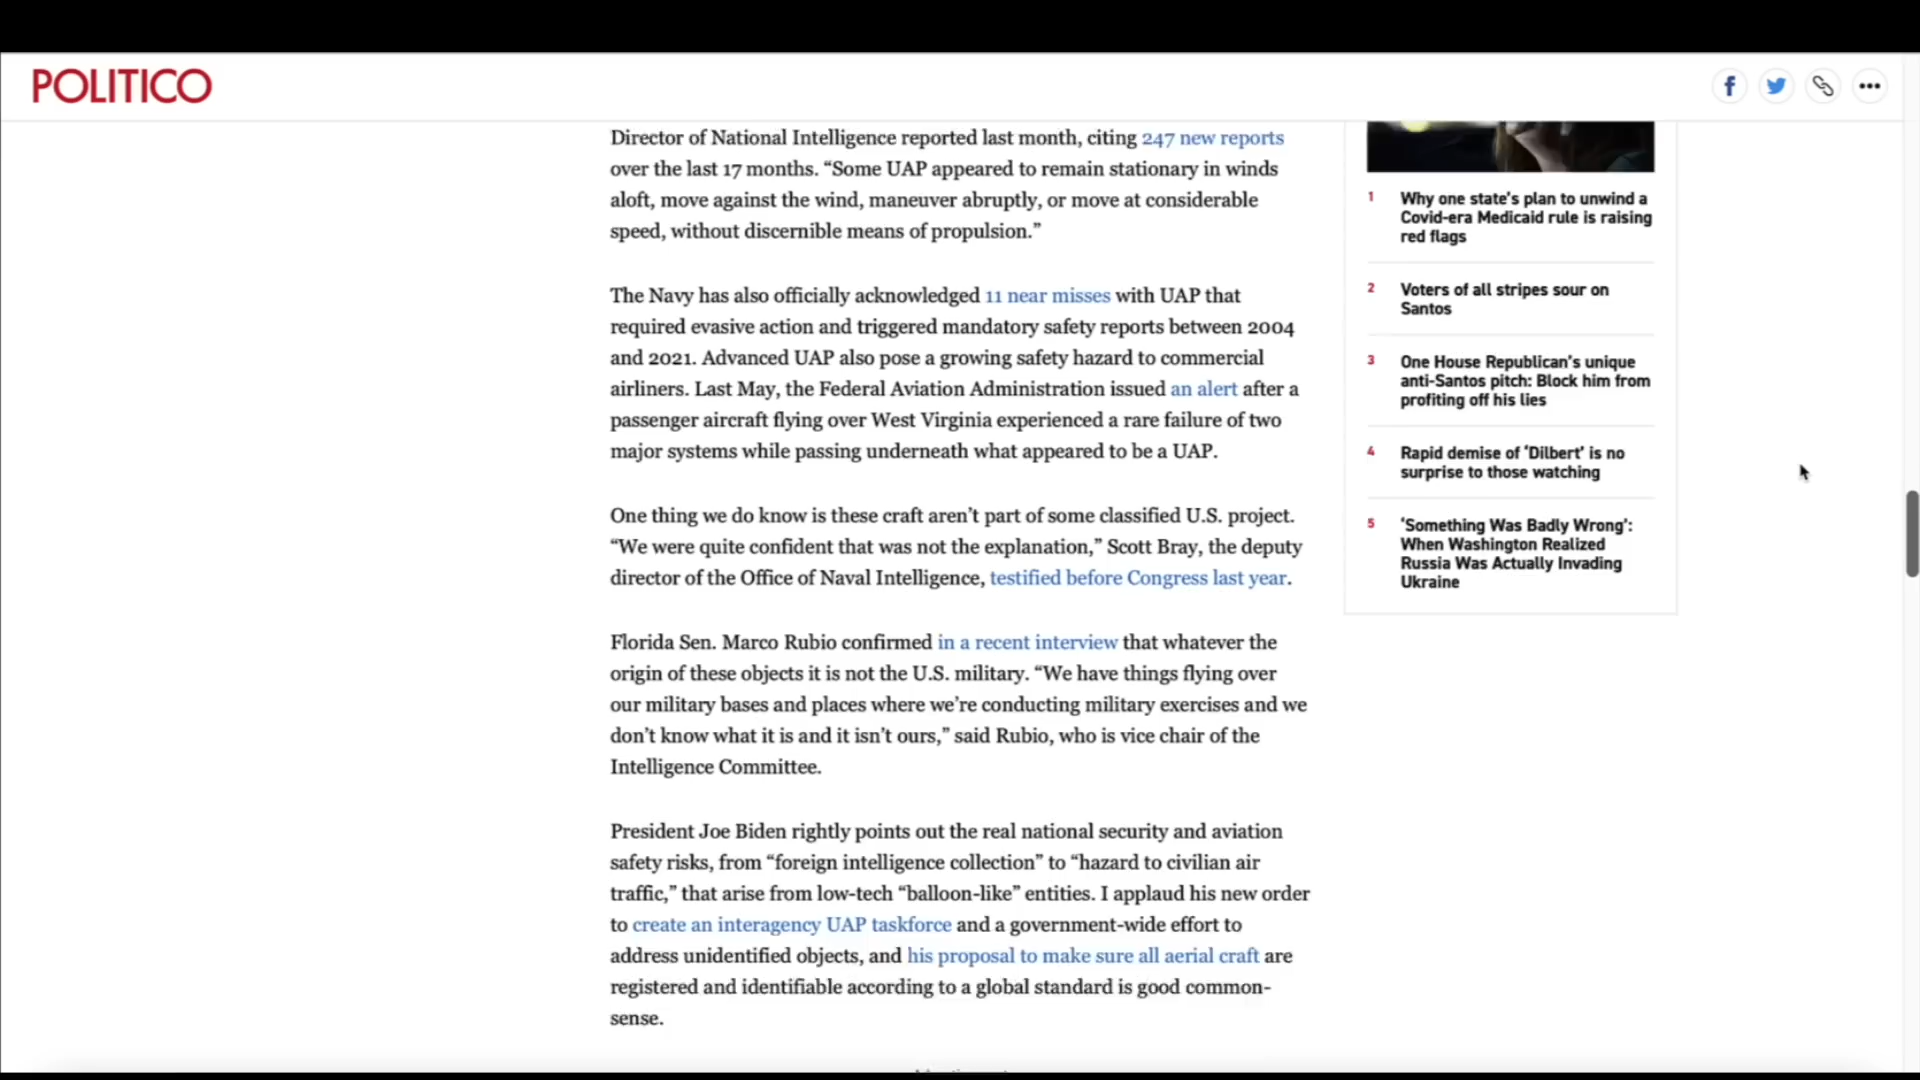 POLITICO
Director of National Intelligence reported last month, citing 247 new reports
over the last 17 months. “Some UAP appeared to remain stationary in winds
aloft, move against the wind, maneuver abruptly, or move at considerable
speed, without discernible means of propulsion.”
The Navy has also officially acknowledged 11 near misses with UAP that
required evasive action and triggered mandatory safety reports between 2004
and 2021. Advanced UAP also pose a growing safety hazard to commercial
airliners. Last May, the Federal Aviation Administration issued an alert after a
passenger aircraft flying over West Virginia experienced a rare failure of two
major systems while passing underneath what appeared to be a UAP.
One thing we do know is these craft aren’t part of some classified U.S. project.
“We were quite confident that was not the explanation,” Scott Bray, the deputy
director of the Office of Naval Intelligence, testified before Congress last year.
Florida Sen. Marco Rubio confirmed in a recent interview that whatever the
origin of these objects it is not the U.S. military. “We have things flying over
our military bases and places where we’re conducting military exercises and we
don’t know what it is and it isn’t ours,” said Rubio, who is vice chair of the
Intelligence Committee.
President Joe Biden rightly points out the real national security and aviation
safety risks, from “foreign intelligence collection” to “hazard to civilian air
traffic,” that arise from low-tech “balloon-like” entities. I applaud his new order
to create an interagency UAP taskforce and a government-wide effort to
address unidentified objects, and his proposal to make sure all aerial craft are
registered and identifiable according to a global standard is good common-
sense.
1 Why one state’s plan to unwind a
Covid-era Medicaid rule is raising
red flags
2 Voters of all stripes sour on
Santos
3 One House Republican’s unique
anti-Santos pitch: Block him from
profiting off his lies
4 Rapid demise of ‘Dilbert’ is no
surprise to those watching
5 ‘Something Was Badly Wrong’:
When Washington Realized
Russia Was Actually Invading
Ukraine